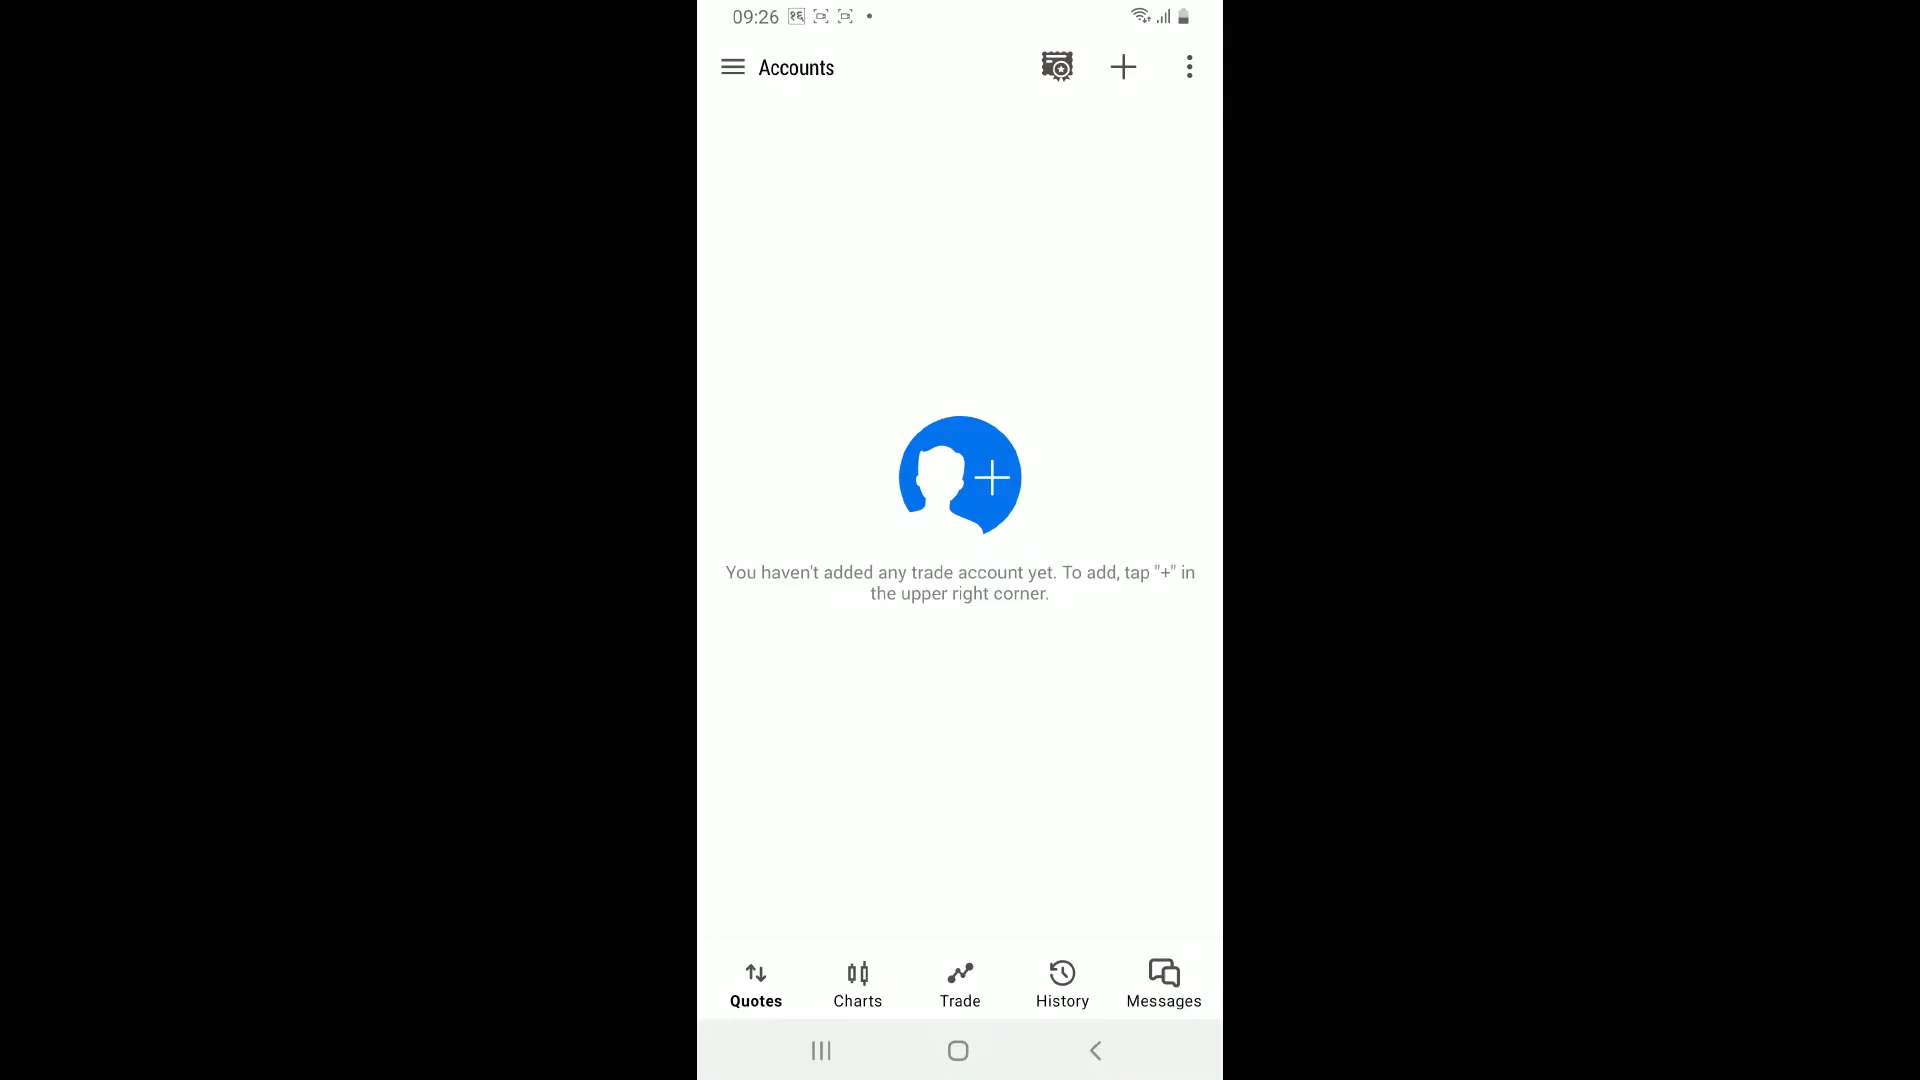 09:26 १६
Accounts
You haven't added any trade account yet. To add, tap "+" in
the upper right corner.
Quotes
Charts
Trade
History
Messages